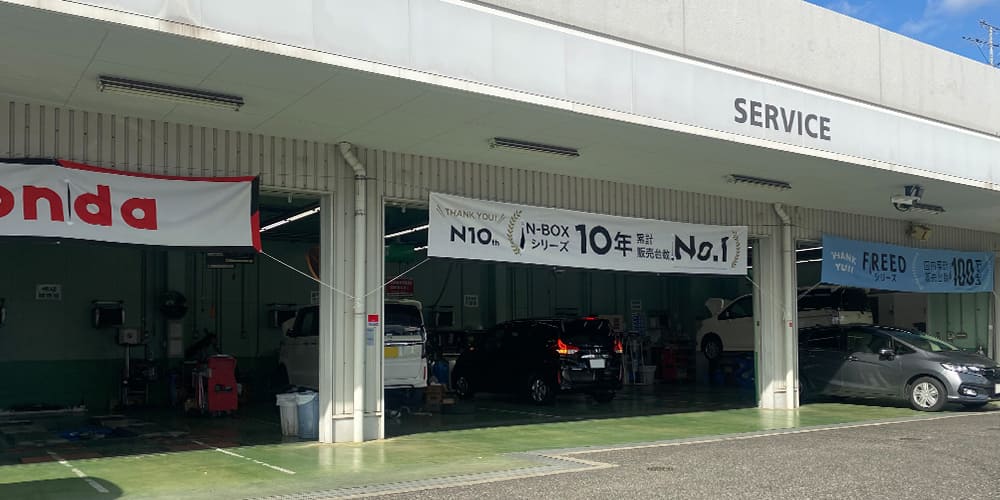 SERVICE
onda
THANK YOU!
N10th
N-BOX
シリーズ
10年
累計
販売台数
No.1
THANK
YOU!!
FREED
シリーズ
国内累計
販売台数
100万台